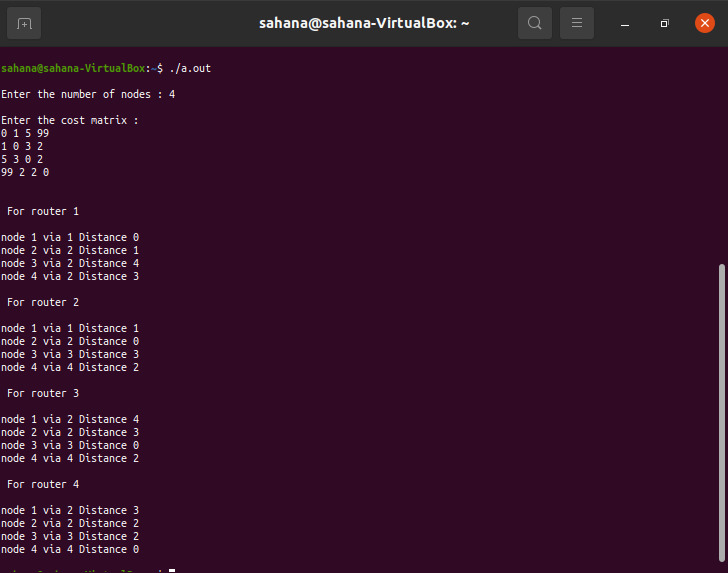 sahana@sahana-VirtualBox: ~
sahana@sahana-VirtualBox:~$ ./a.out
Enter the number of nodes : 4
Enter the cost matrix :
0 1 5 99
1 0 3 2
5 3 0 2
99 2 2 0
For router 1
node 1 via 1 Distance 0
node 2 via 2 Distance 1
node 3 via 2 Distance 4
node 4 via 2 Distance 3
For router 2
node 1 via 1 Distance 1
node 2 via 2 Distance 0
node 3 via 3 Distance 3
node 4 via 4 Distance 2
For router 3
node 1 via 2 Distance 4
node 2 via 2 Distance 3
node 3 via 3 Distance 0
node 4 via 4 Distance 2
For router 4
node 1 via 2 Distance 3
node 2 via 2 Distance 2
node 3 via 3 Distance 2
node 4 via 4 Distance 0